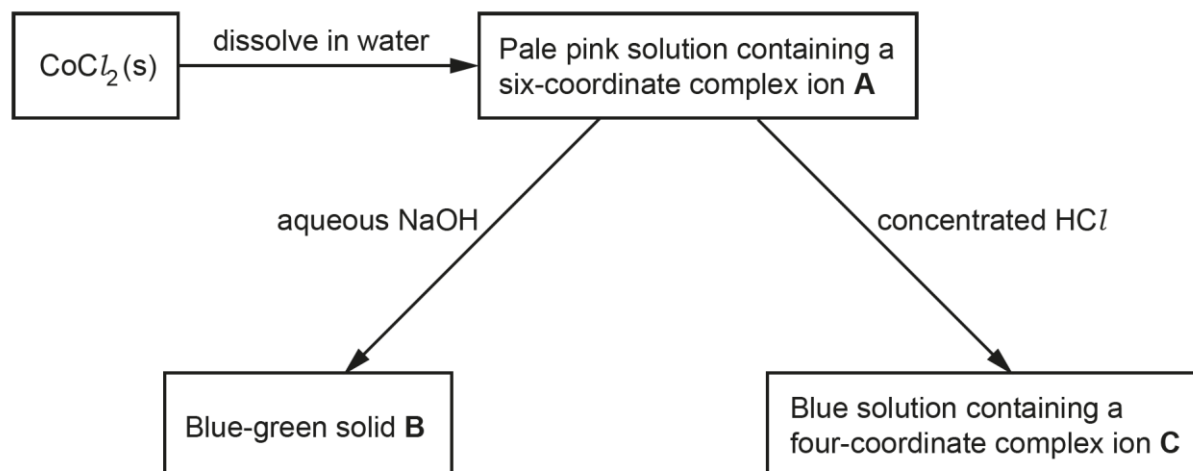 CoCl₂(s)
dissolve in water
Pale pink solution containing a
six-coordinate complex ion A
aqueous NaOH
concentrated HCl
Blue-green solid B
Blue solution containing a
four-coordinate complex ion C